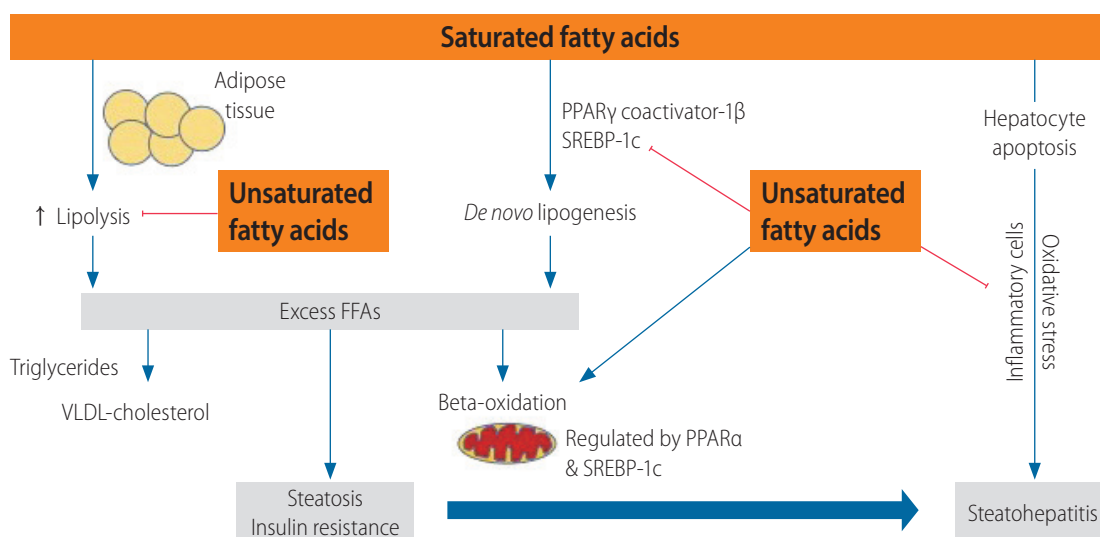 Saturated fatty acids
Adipose
tissue
PPARγ coactivator-1β
SREBP-1c
Hepatocyte
apoptosis
Unsaturated
fatty acids
↑ Lipolysis
De novo lipogenesis
Unsaturated
fatty acids
Inflammatory cells
Oxidative stress
Excess FFAs
Triglycerides
VLDL-cholesterol
Beta-oxidation
Regulated by PPARα
& SREBP-1c
Steatosis
Insulin resistance
Steatohepatitis